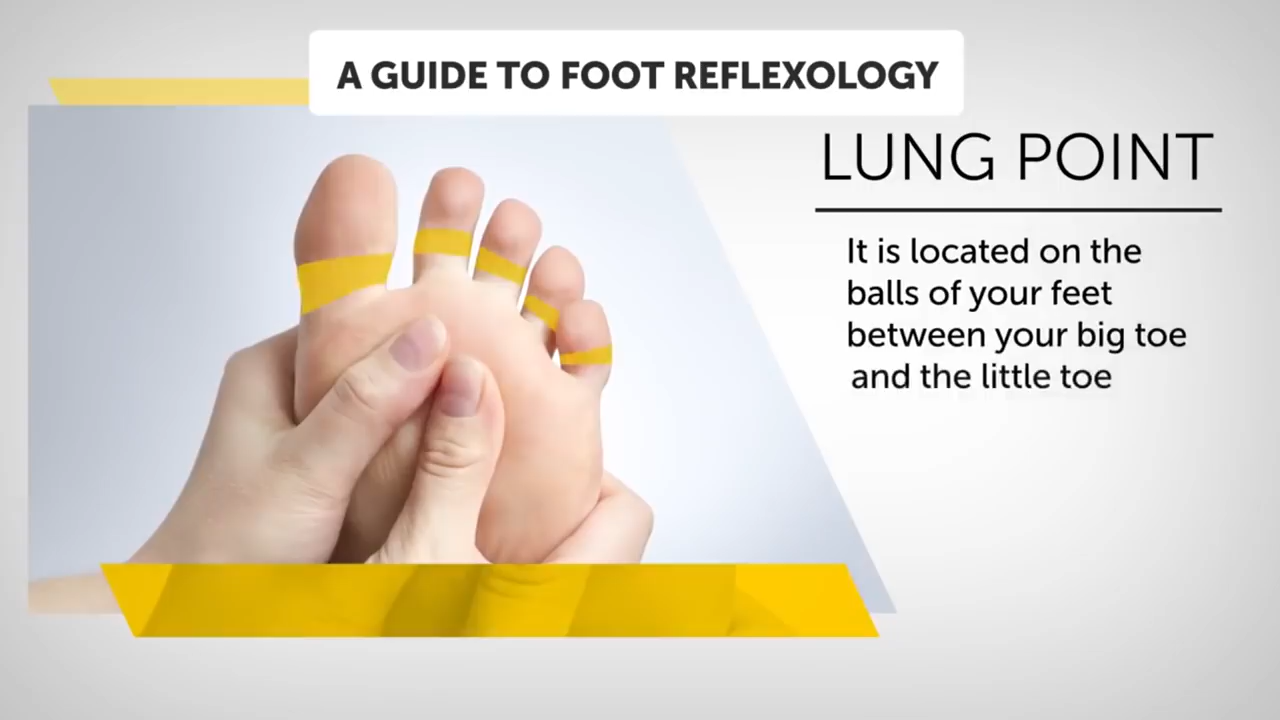 A GUIDE TO FOOT REFLEXOLOGY
LUNG POINT
It is located on the
balls of your feet
between your big toe
and the little toe